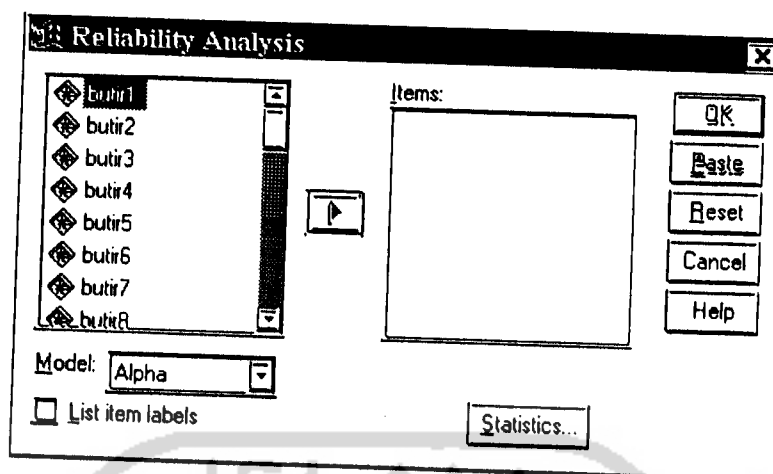 Reliability Analysis
butir1
butir2
butir3
butir4
butir5
butir6
butir7
butir8
Items:
OK
Paste
Reset
Cancel
Help
Model:
Alpha
List item labels
Statistics...